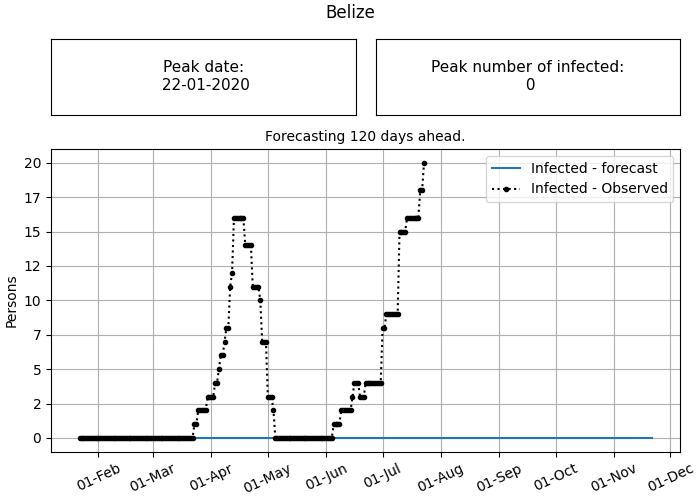 Belize
Peak date:
22-01-2020
Peak number of infected:
0
Forecasting 120 days ahead.
Infected - forecast
Infected - Observed
Persons
20
17
15
12
10
7
5
2
0
01-Feb
01-Mar
01-Apr
01-May
01-Jun
01-Jul
01-Aug
01-Sep
01-Oct
01-Nov
01-Dec